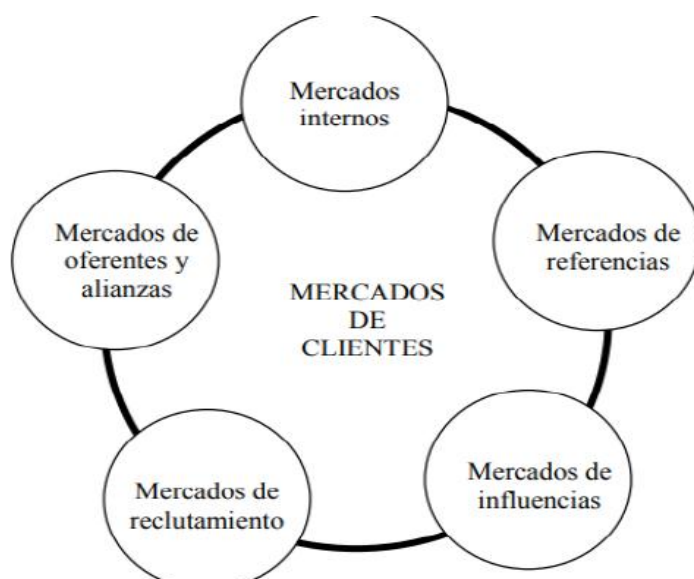 Mercados
internos
Mercados de
oferentes y
alianzas
Mercados de
referencias
MERCADOS
DE
CLIENTES
Mercados de
reclutamiento
Mercados de
influencias